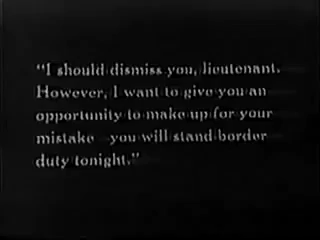 "I should dismiss you, lieutenant.
However, I want to give you an
opportunity to make up for your
mistake you will stand border
duty tonight."